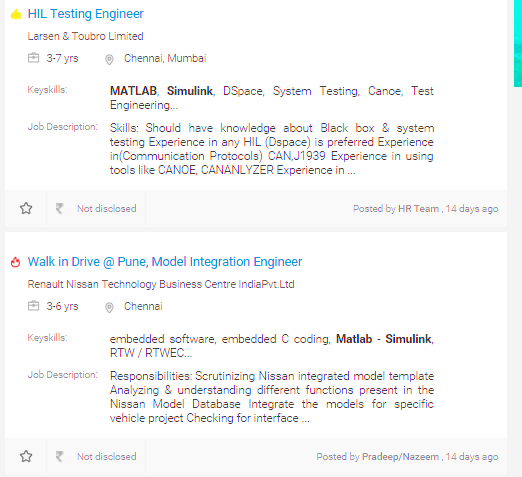 HIL Testing Engineer
Larsen & Toubro Limited
3-7 yrs Chennai, Mumbai
Keyskills: MATLAB, Simulink, DSpace, System Testing, Canoe, Test
Engineering...
Job Description: Skills: Should have knowledge about Black box & system
testing Experience in any HIL (Dspace) is preferred Experience
in(Communication Protocols) CAN,J1939 Experience in using
tools like CANOE, CANANLYZER Experience in ...
₹ Not disclosed Posted by HR Team , 14 days ago
Walk in Drive @ Pune, Model Integration Engineer
Renault Nissan Technology Business Centre IndiaPvt.Ltd
3-6 yrs Chennai
Keyskills: embedded software, embedded C coding, Matlab - Simulink,
RTW / RTWEC...
Job Description: Responsibilities: Scrutinizing Nissan integrated model template
Analyzing & understanding different functions present in the
Nissan Model Database Integrate the models for specific
vehicle project Checking for interface ...
₹ Not disclosed Posted by Pradeep/Nazeem , 14 days ago